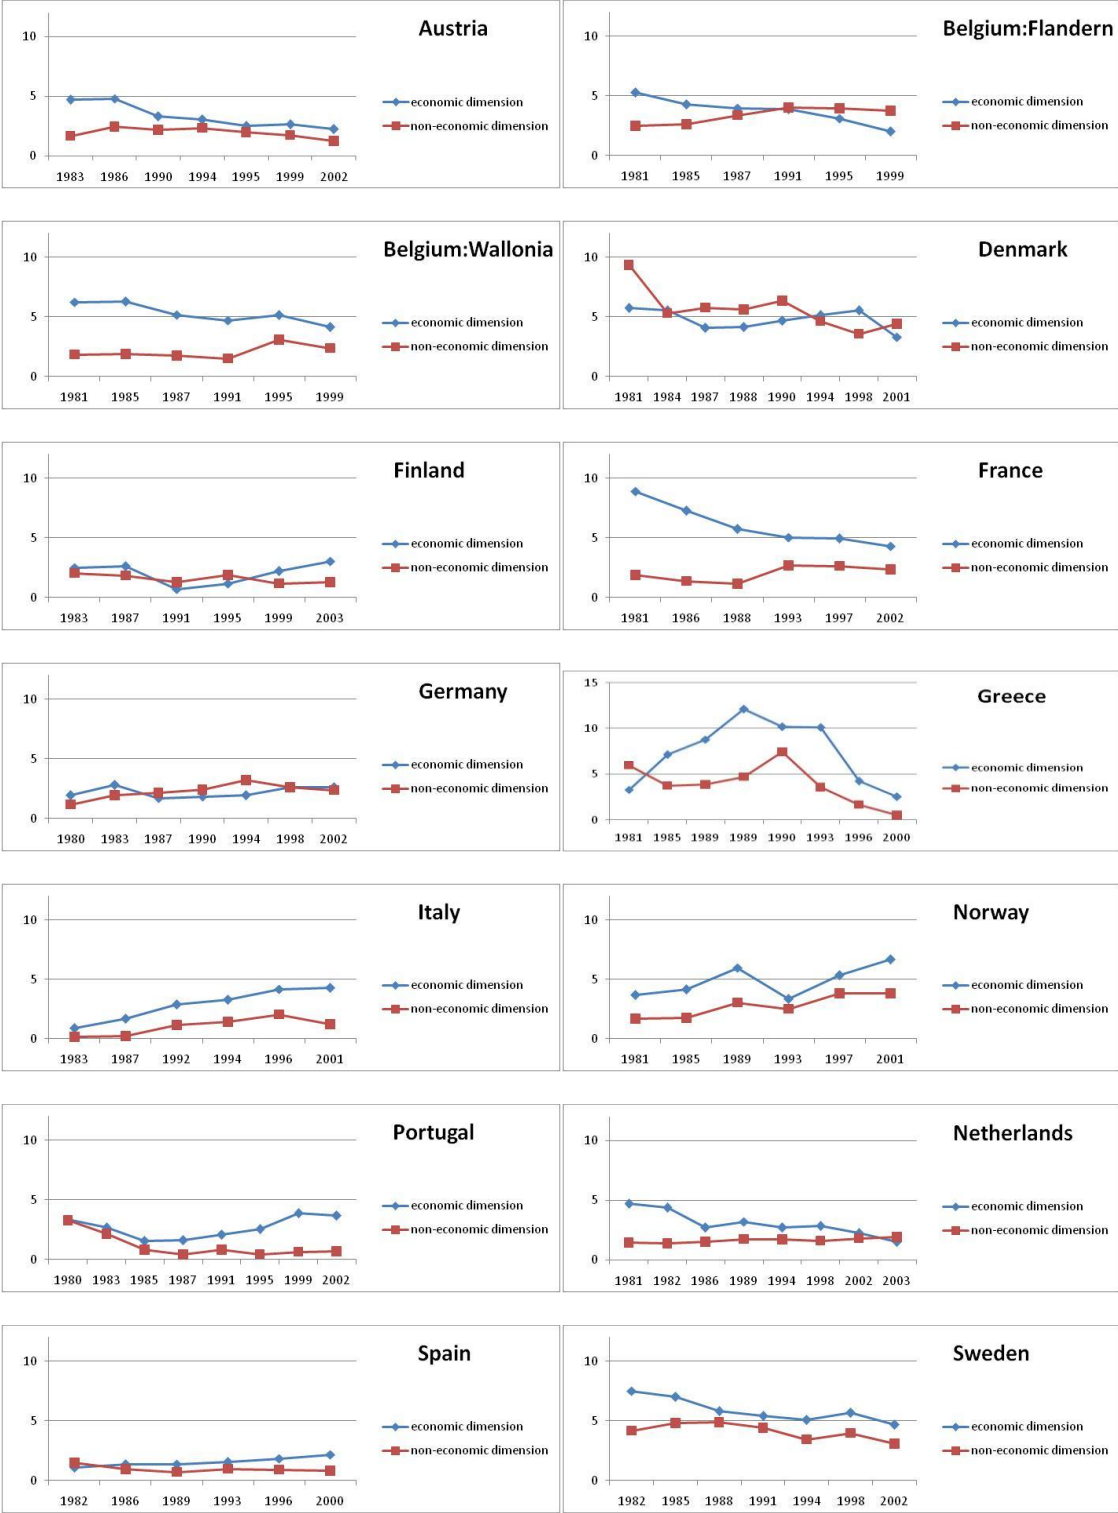 Austria
10
5
0
economic dimension
non-economic dimension
1983 1986 1990 1994 1995 1999 2002
Belgium:Flandern
10
5
0
economic dimension
non-economic dimension
1981 1985 1987 1991 1995 1999
Belgium:Wallonia
10
5
0
economic dimension
non-economic dimension
1981 1985 1987 1991 1995 1999
Denmark
10
5
0
economic dimension
non-economic dimension
1981 1984 1987 1988 1990 1994 1998 2001
Finland
10
5
0
economic dimension
non-economic dimension
1983 1987 1991 1995 1999 2003
France
10
5
0
economic dimension
non-economic dimension
1981 1986 1988 1993 1997 2002
Germany
10
5
0
economic dimension
non-economic dimension
1980 1983 1987 1990 1994 1998 2002
Greece
15
10
5
0
economic dimension
non-economic dimension
1981 1985 1989 1989 1990 1993 1996 2000
Italy
10
5
0
economic dimension
non-economic dimension
1983 1987 1992 1994 1996 2001
Norway
10
5
0
economic dimension
non-economic dimension
1981 1985 1989 1993 1997 2001
Portugal
10
5
0
economic dimension
non-economic dimension
1980 1983 1985 1987 1991 1995 1999 2002
Netherlands
10
5
0
economic dimension
non-economic dimension
1981 1982 1986 1989 1994 1998 2002 2003
Spain
10
5
0
economic dimension
non-economic dimension
1982 1986 1989 1993 1996 2000
Sweden
10
5
0
economic dimension
non-economic dimension
1982 1985 1988 1991 1994 1998 2002